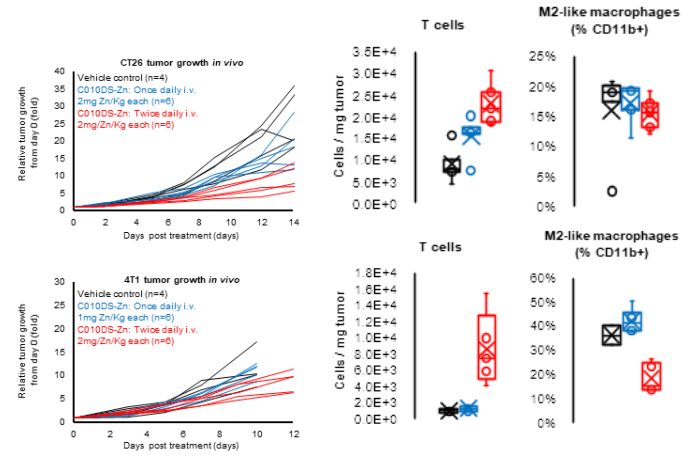 CT26 tumor growth in vivo
Relative tumor growth
from day 0 (fold)
40
35
30
25
20
15
10
5
0
Vehicle control (n=4)
C010DS-Zn: Once daily i.v.
2mg Zn/Kg each (n=6)
C010DS-Zn: Twice daily i.v.
2mg/Zn/Kg each (n=6)
0 2 4 6 8 10 12 14
Days post treatment (days)
T cells
Cells / mg tumor
3.5E+4
3.0E+4
2.5E+4
2.0E+4
1.5E+4
1.0E+4
5.0E+3
0.0E+0
M2-like macrophages
(% CD11b+)
25%
20%
15%
10%
5%
0%
4T1 tumor growth in vivo
Relative tumor growth
from day 0 (fold)
30
25
20
15
10
5
0
Vehicle control (n=4)
C010DS-Zn: Once daily i.v.
1mg Zn/Kg each (n=6)
C010DS-Zn: Twice daily i.v.
2mg/Zn/Kg each (n=6)
0 2 4 6 8 10 12
Days post treatment (days)
T cells
Cells / mg tumor
1.8E+4
1.6E+4
1.4E+4
1.2E+4
1.0E+4
8.0E+3
6.0E+3
4.0E+3
2.0E+3
0.0E+0
M2-like macrophages
(% CD11b+)
60%
50%
40%
30%
20%
10%
0%